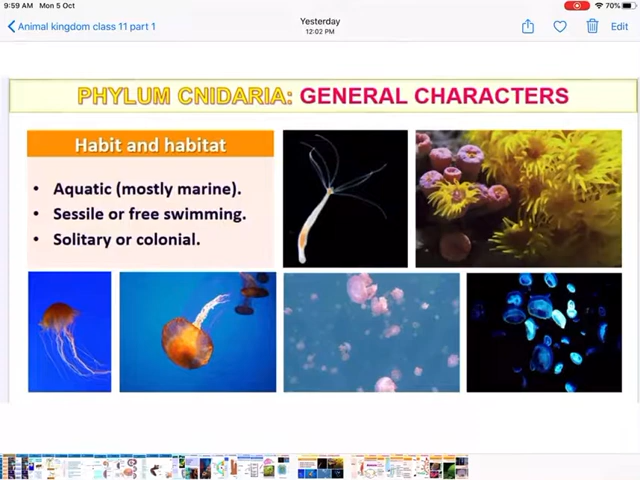 9:59 AM Mon 5 Oct
70%
Animal kingdom class 11 part 1
Yesterday
12:02 PM
Edit
PHYLUM CNIDARIA: GENERAL CHARACTERS
Habit and habitat
• Aquatic (mostly marine).
• Sessile or free swimming.
• Solitary or colonial.